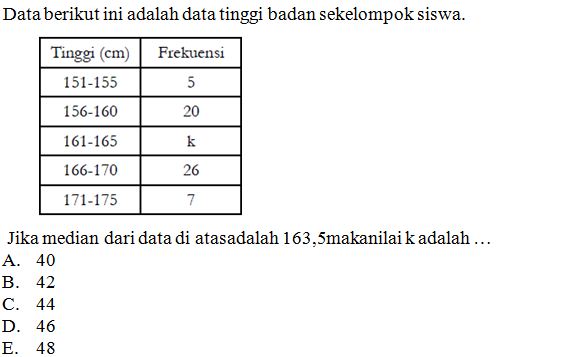 Data berikut ini adalah data tinggi badan sekelompok siswa.
Tinggi (cm) Frekuensi
151-155 5
156-160 20
161-165 k
166-170 26
171-175 7
Jika median dari data di atasadalah 163,5makanilai k adalah …
A. 40
B. 42
C. 44
D. 46
E. 48